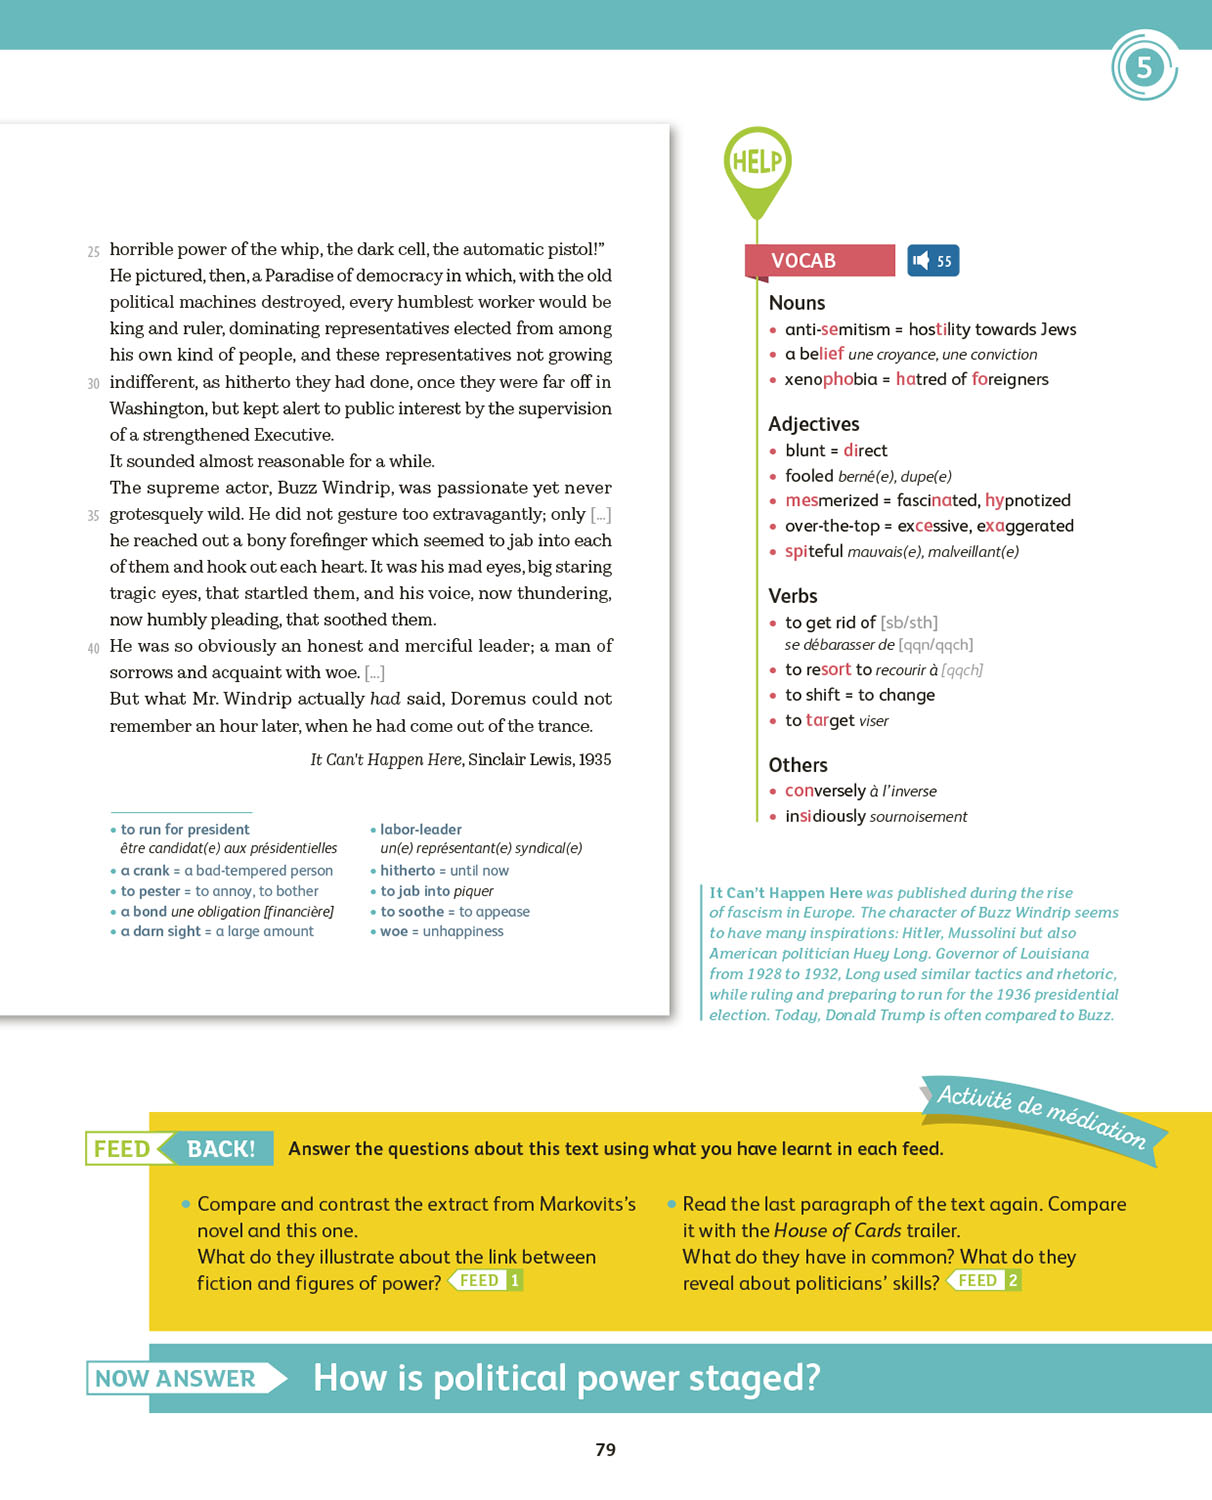 5
25 horrible power of the whip, the dark cell, the automatic pistol!”
He pictured, then, a Paradise of democracy in which, with the old
political machines destroyed, every humblest worker would be
king and ruler, dominating representatives elected from among
his own kind of people, and these representatives not growing
30 indifferent, as hitherto they had done, once they were far off in
Washington, but kept alert to public interest by the supervision
of a strengthened Executive.
It sounded almost reasonable for a while.
The supreme actor, Buzz Windrip, was passionate yet never
35 grotesquely wild. He did not gesture too extravagantly; only [...]
he reached out a bony forefinger which seemed to jab into each
of them and hook out each heart. It was his mad eyes, big staring
tragic eyes, that startled them, and his voice, now thundering,
now humbly pleading, that soothed them.
40 He was so obviously an honest and merciful leader; a man of
sorrows and acquaint with woe. [...]
But what Mr. Windrip actually had said, Doremus could not
remember an hour later, when he had come out of the trance.
It Can't Happen Here, Sinclair Lewis, 1935
• to run for president
être candidat(e) aux présidentielles
• a crank = a bad-tempered person
• to pester = to annoy, to bother
• a bond une obligation [financière]
• a darn sight = a large amount
• labor-leader
un(e) représentant(e) syndical(e)
• hitherto = until now
• to jab into piquer
• to soothe = to appease
• woe = unhappiness
HELP
VOCAB 55
Nouns
• anti-semitism = hostility towards Jews
• a belief une croyance, une conviction
• xenophobia = hatred of foreigners
Adjectives
• blunt = direct
• fooled berné(e), dupe(e)
• mesmerized = fascinated, hypnotized
• over-the-top = excessive, exaggerated
• spiteful mauvais(e), malveillant(e)
Verbs
• to get rid of [sb/sth]
se débarasser de [qqn/qqch]
• to resort to recourir à [qqch]
• to shift = to change
• to target viser
Others
• conversely à l’inverse
• insidiously sournoisement
It Can’t Happen Here was published during the rise
of fascism in Europe. The character of Buzz Windrip seems
to have many inspirations: Hitler, Mussolini but also
American politician Huey Long. Governor of Louisiana
from 1928 to 1932, Long used similar tactics and rhetoric,
while ruling and preparing to run for the 1936 presidential
election. Today, Donald Trump is often compared to Buzz.
Activité de médiation
FEED BACK! Answer the questions about this text using what you have learnt in each feed.
• Compare and contrast the extract from Markovits’s
novel and this one.
What do they illustrate about the link between
fiction and figures of power? FEED 1
• Read the last paragraph of the text again. Compare
it with the House of Cards trailer.
What do they have in common? What do they
reveal about politicians’ skills? FEED 2
NOW ANSWER How is political power staged?
79